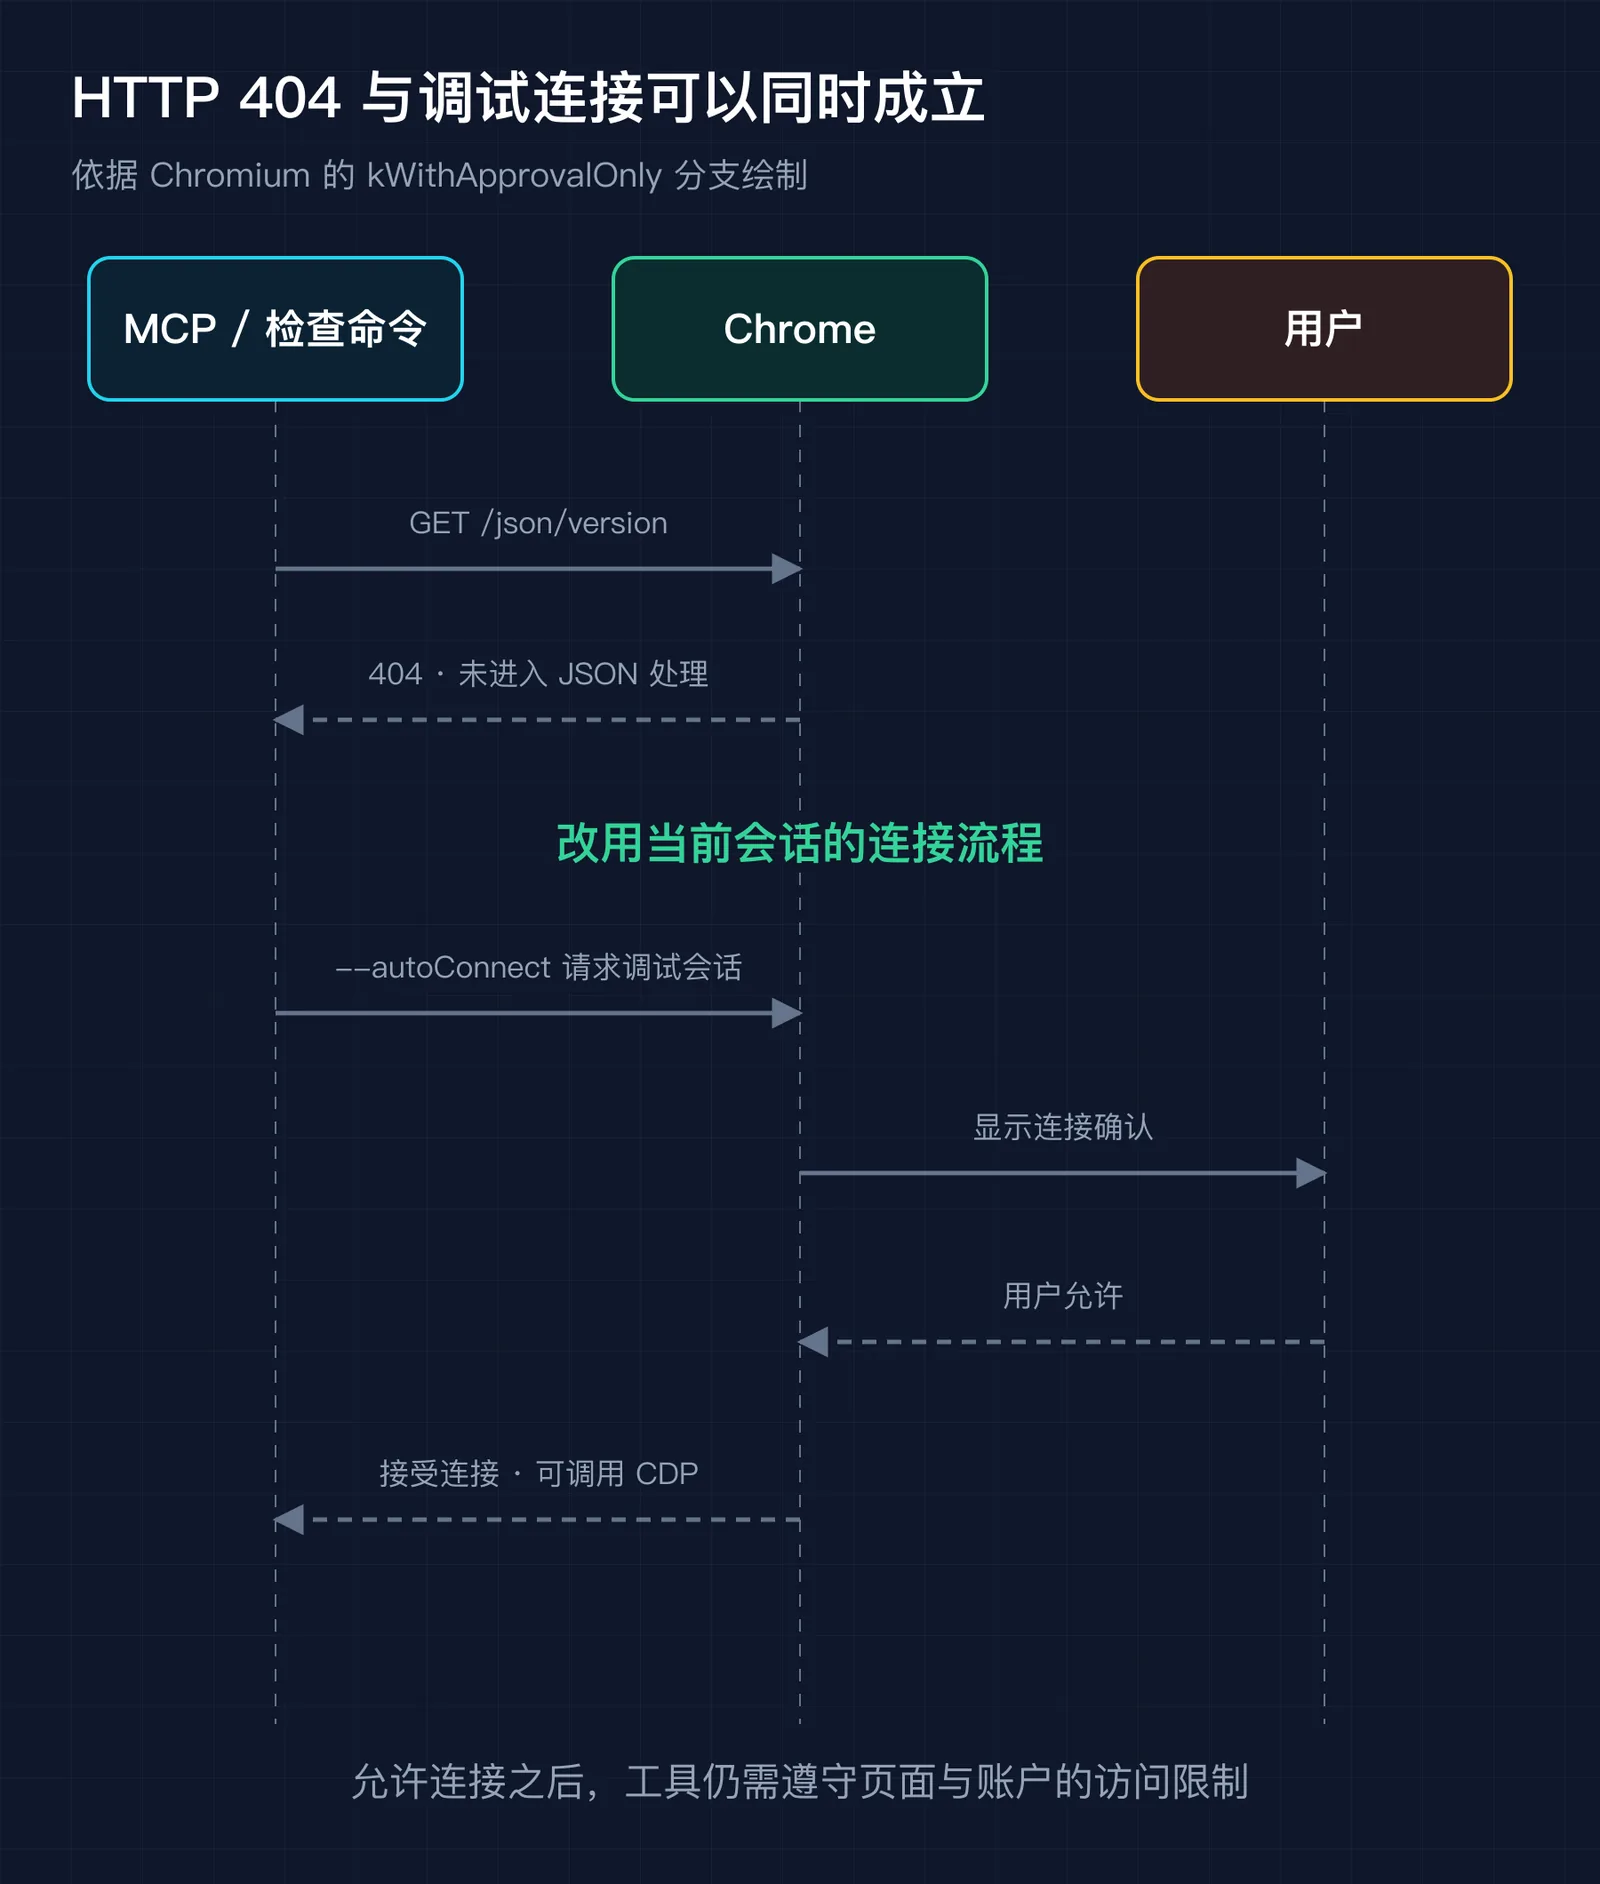 HTTP 404 与调试连接可以同时成立
依据 Chromium 的 kWithApprovalOnly 分支绘制
MCP / 检查命令
Chrome
用户
GET /json/version
404 · 未进入 JSON 处理
改用当前会话的连接流程
--autoConnect 请求调试会话
显示连接确认
用户允许
接受连接 · 可调用 CDP
允许连接之后，工具仍需遵守页面与账户的访问限制